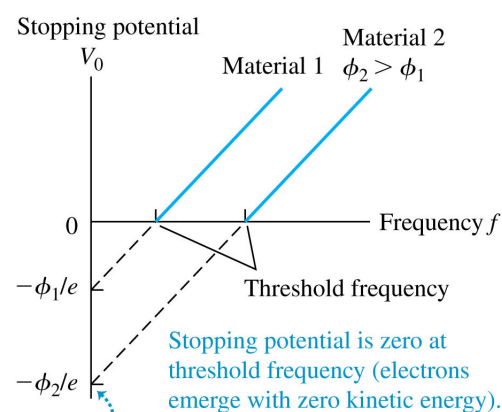 Stopping potential
V₀
Material 1
Material 2
ϕ₂ > ϕ₁
0
Frequency f
−ϕ₁/e
Threshold frequency
−ϕ₂/e
Stopping potential is zero at
threshold frequency (electrons
emerge with zero kinetic energy).